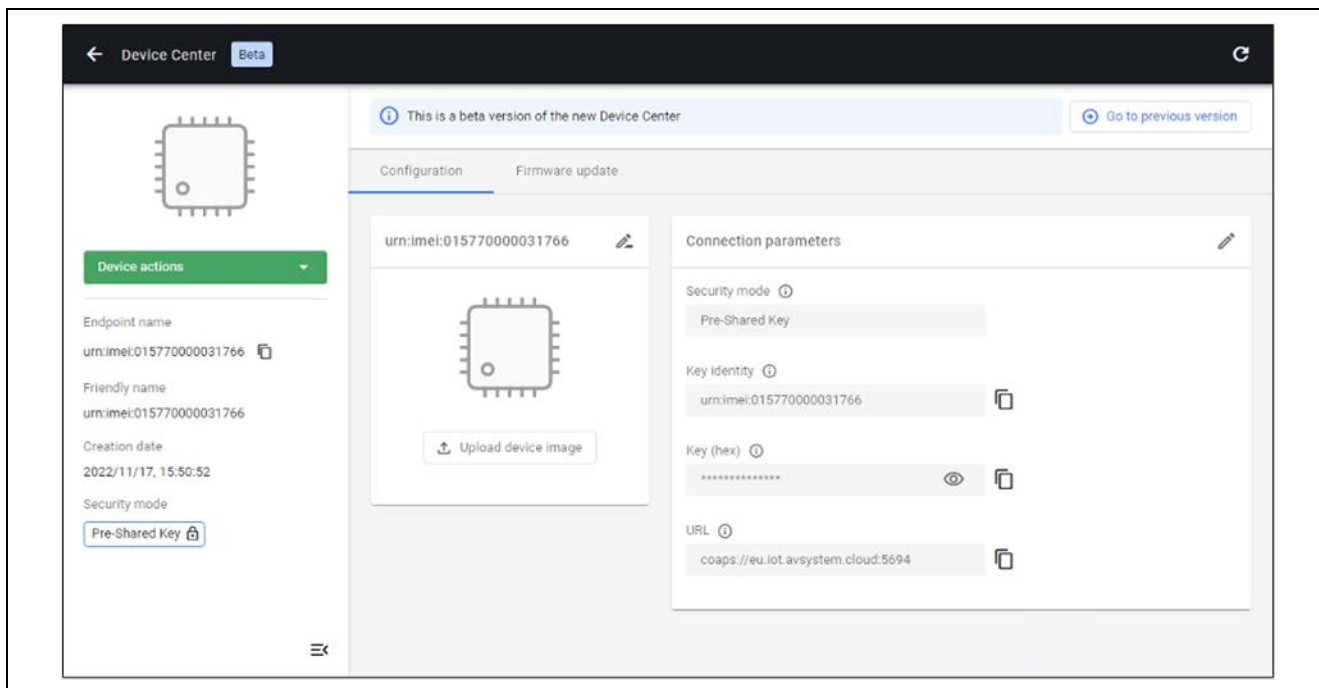 Device Center Beta
This is a beta version of the new Device Center
Go to previous version
Configuration Firmware update
Device actions
Endpoint name
urn:imei:015770000031766
Friendly name
urn:imei:015770000031766
Creation date
2022/11/17, 15:50:52
Security mode
Pre-Shared Key
urn:imei:015770000031766
Upload device image
Connection parameters
Security mode
Pre-Shared Key
Key identity
urn:imei:015770000031766
Key (hex)
**************
URL
coaps://eu.iot.avsystem.cloud:5694